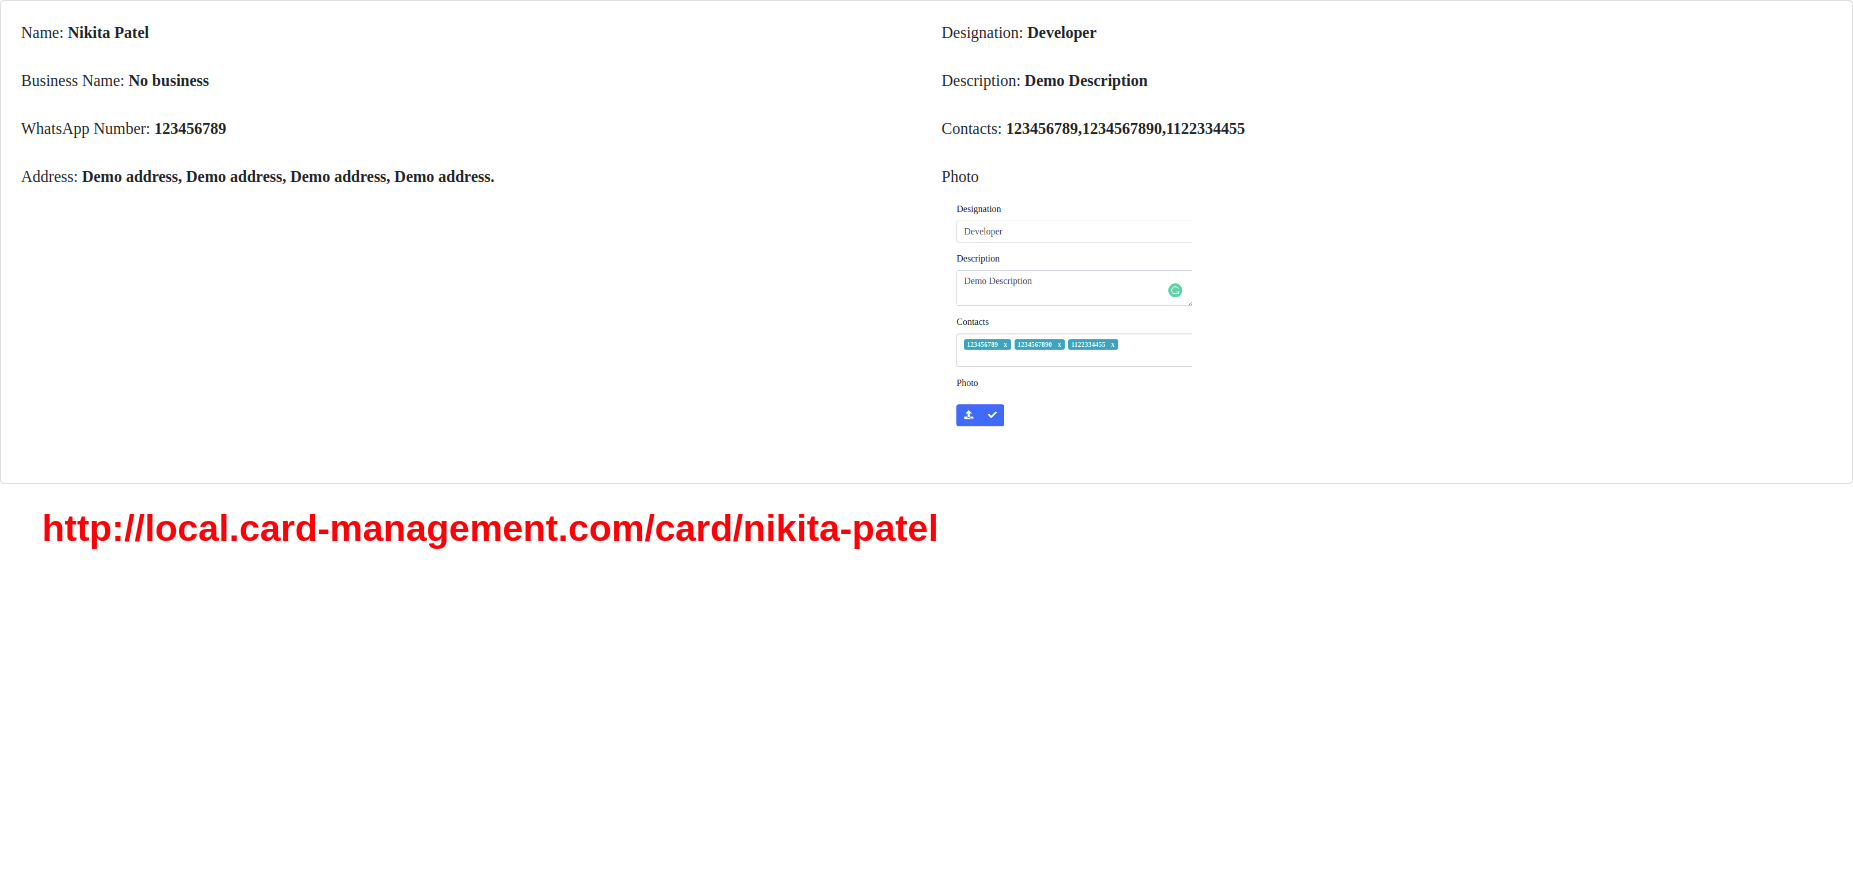 Name: Nikita Patel
Designation: Developer
Business Name: No business
Description: Demo Description
WhatsApp Number: 123456789
Contacts: 123456789,1234567890,1122334455
Address: Demo address, Demo address, Demo address, Demo address.
Photo
Designation
Developer
Description
Demo Description
Contacts
123456789 x 1234567890 x 1122334455 x
Photo
http://local.card-management.com/card/nikita-patel